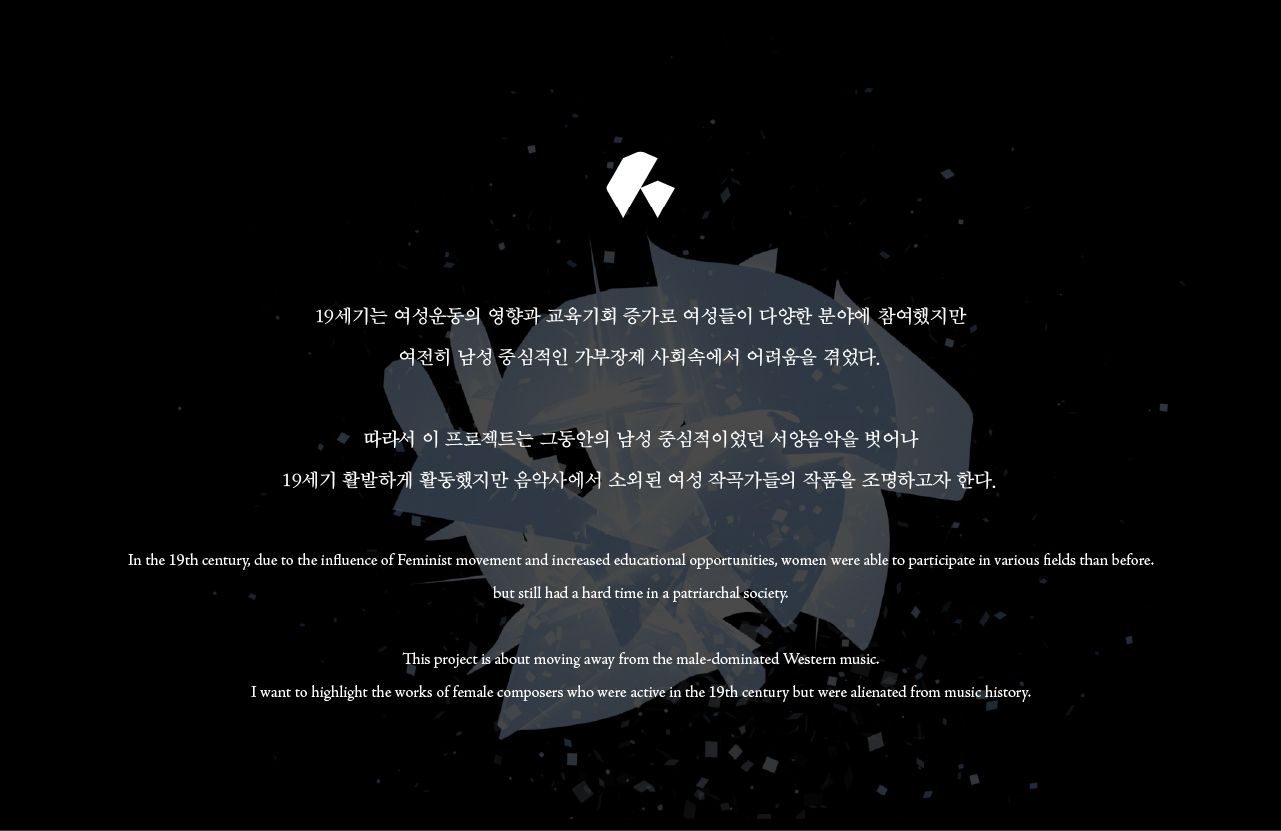 19세기는 여성운동의 영향과 교육기회 증가로 여성들이 다양한 분야에 참여했지만
여전히 남성 중심적인 가부장제 사회속에서 어려움을 겪었다.
따라서 이 프로젝트는 그동안의 남성 중심적이었던 서양음악을 벗어나
19세기 활발하게 활동했지만 음악사에서 소외된 여성 작곡가들의 작품을 조명하고자 한다.
In the 19th century, due to the influence of Feminist movement and increased educational opportunities, women were able to participate in various fields than before.
but still had a hard time in a patriarchal society.
This project is about moving away from the male-dominated Western music.
I want to highlight the works of female composers who were active in the 19th century but were alienated from music history.